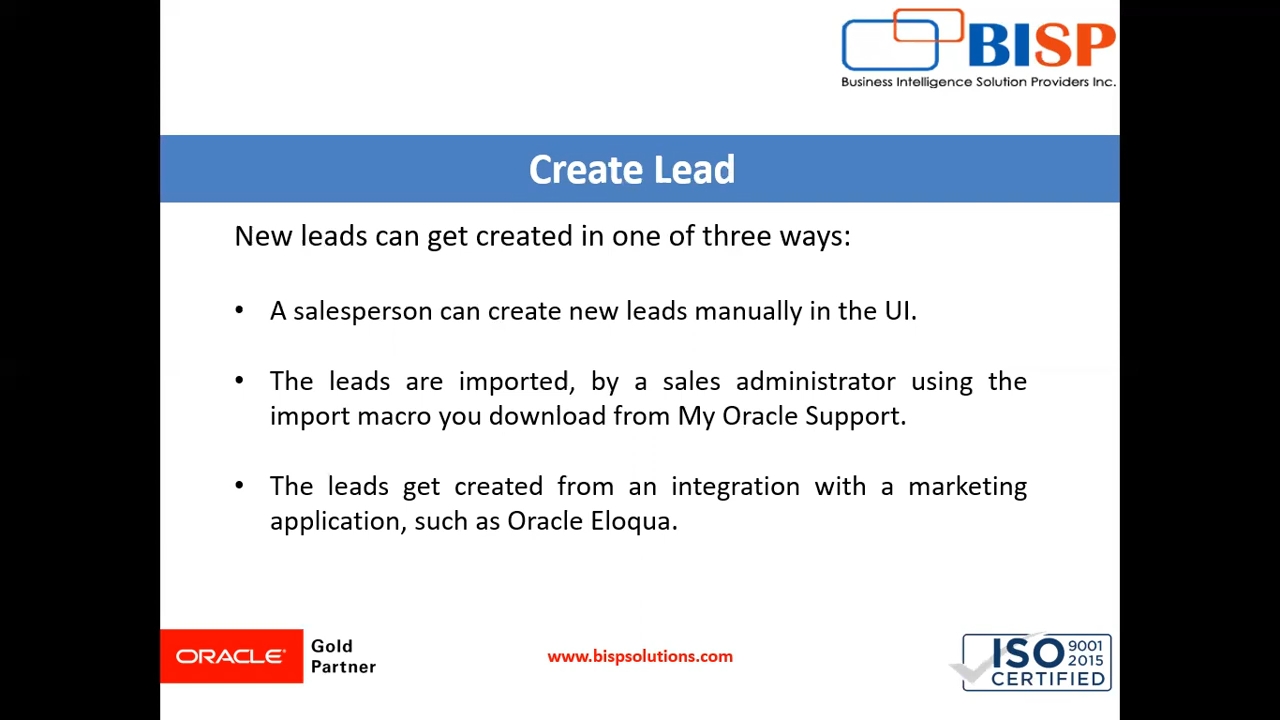 BISP
Business Intelligence Solution Providers Inc.
Create Lead
New leads can get created in one of three ways:
• A salesperson can create new leads manually in the UI.
• The leads are imported, by a sales administrator using the
import macro you download from My Oracle Support.
• The leads get created from an integration with a marketing
application, such as Oracle Eloqua.
ORACLE®
Gold
Partner
www.bispsolutions.com
ISO 9001
2015
CERTIFIED